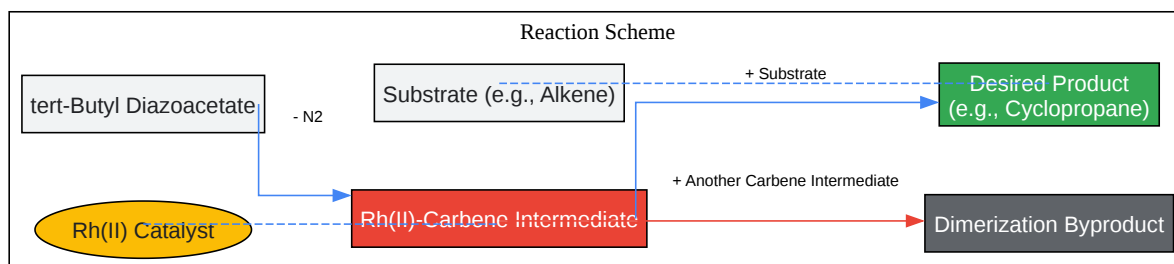 Reaction Scheme
tert-Butyl Diazoacetate
- N2
Substrate (e.g., Alkene)
+ Substrate
Desired Product
(e.g., Cyclopropane)
Rh(II) Catalyst
Rh(II)-Carbene Intermediate
+ Another Carbene Intermediate
Dimerization Byproduct